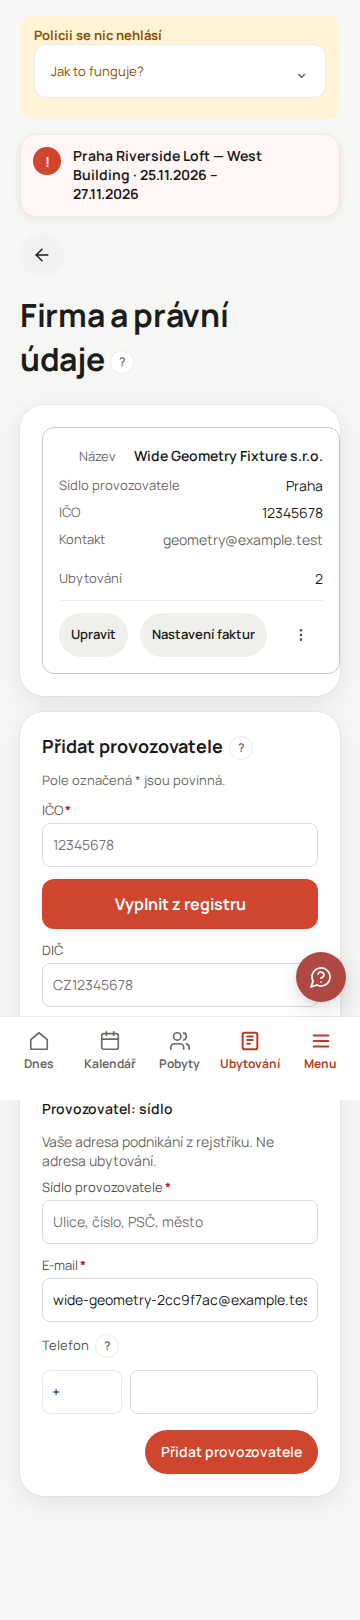 Policii se nic nehlásí
Jak to funguje?
!
Praha Riverside Loft — West
Building · 25.11.2026 –
27.11.2026
Firma a právní
údaje ?
Název Wide Geometry Fixture s.r.o.
Sídlo provozovatele Praha
IČO 12345678
Kontakt geometry@example.test
Ubytování 2
Upravit Nastavení faktur
Přidat provozovatele ?
Pole označená * jsou povinná.
IČO *
12345678
Vyplnit z registru
DIČ
CZ12345678
Dnes Kalendář Pobyty Ubytování Menu
Provozovatel: sídlo
Vaše adresa podnikání z rejstříku. Ne
adresa ubytování.
Sídlo provozovatele *
Ulice, číslo, PSČ, město
E-mail *
wide-geometry-2cc9f7ac@example.tes
Telefon ?
+
Přidat provozovatele